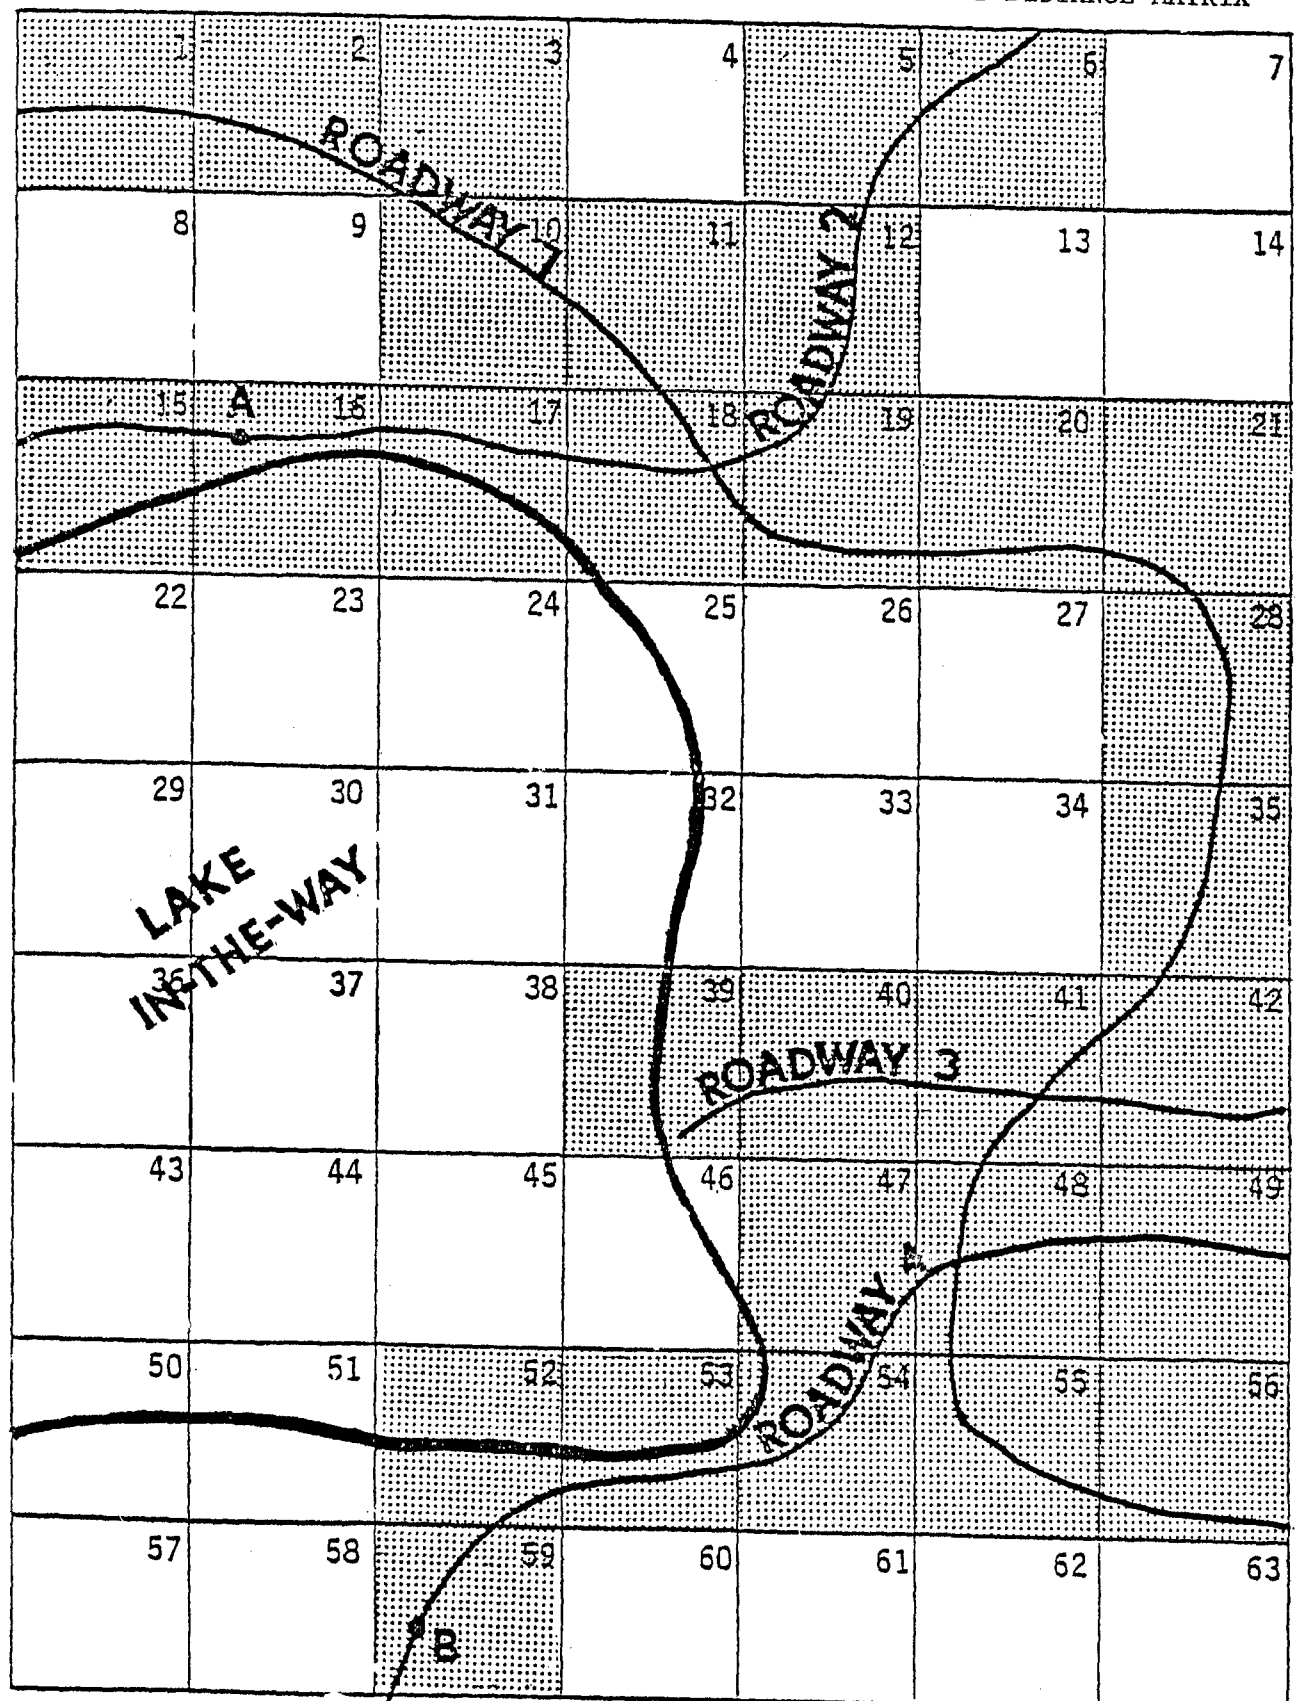 DISTANCE MATRIX
1 2 3 4 5 6 7
ROADWAY 1
8 9 10 11 12 13 14
ROADWAY 2
A
15 16 17 18 19 20 21
22 23 24 25 26 27 28
29 30 31 32 33 34 35
LAKE
IN-THE-WAY
36 37 38 39 40 41 42
ROADWAY 3
43 44 45 46 47 48 49
ROADWAY 4
50 51 52 53 54 55 56
57 58 59 60 61 62 63
B